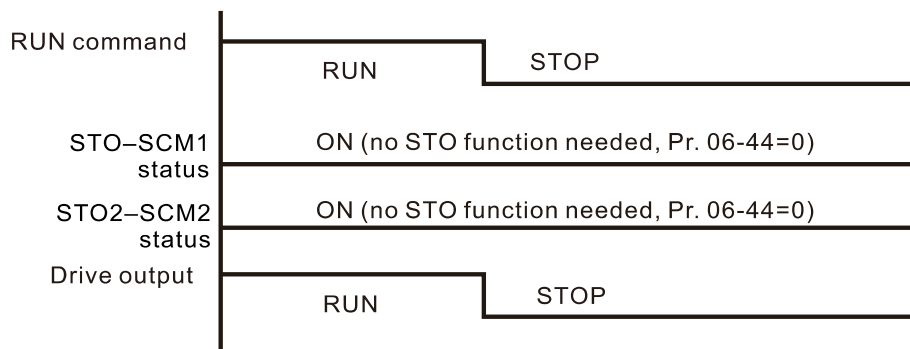 RUN command
RUN
STOP
STO–SCM1
status
ON (no STO function needed, Pr. 06-44=0)
STO2–SCM2
status
ON (no STO function needed, Pr. 06-44=0)
Drive output
RUN
STOP